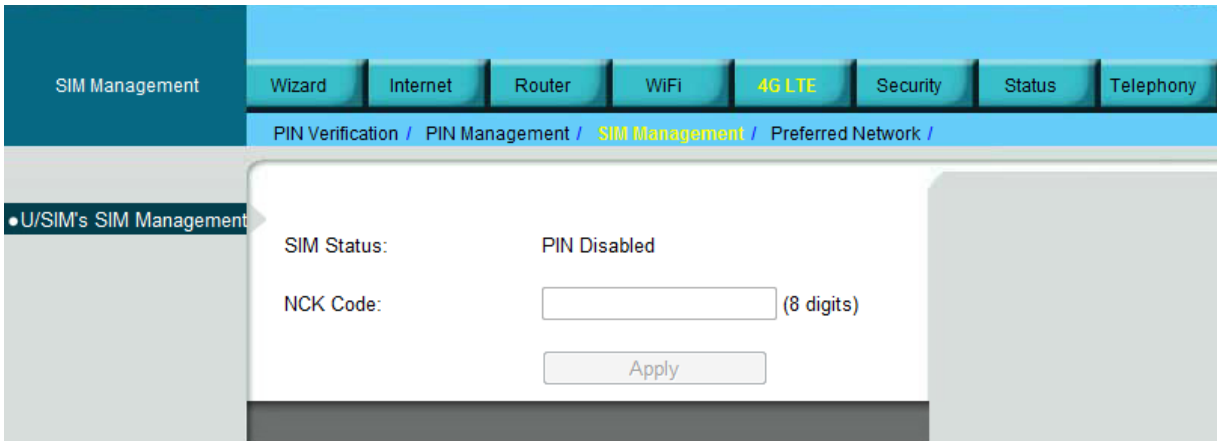 SIM Management
Wizard Internet Router WiFi 4G LTE Security Status Telephony
PIN Verification / PIN Management / SIM Management / Preferred Network /
●U/SIM's SIM Management
SIM Status: PIN Disabled
NCK Code: (8 digits)
Apply